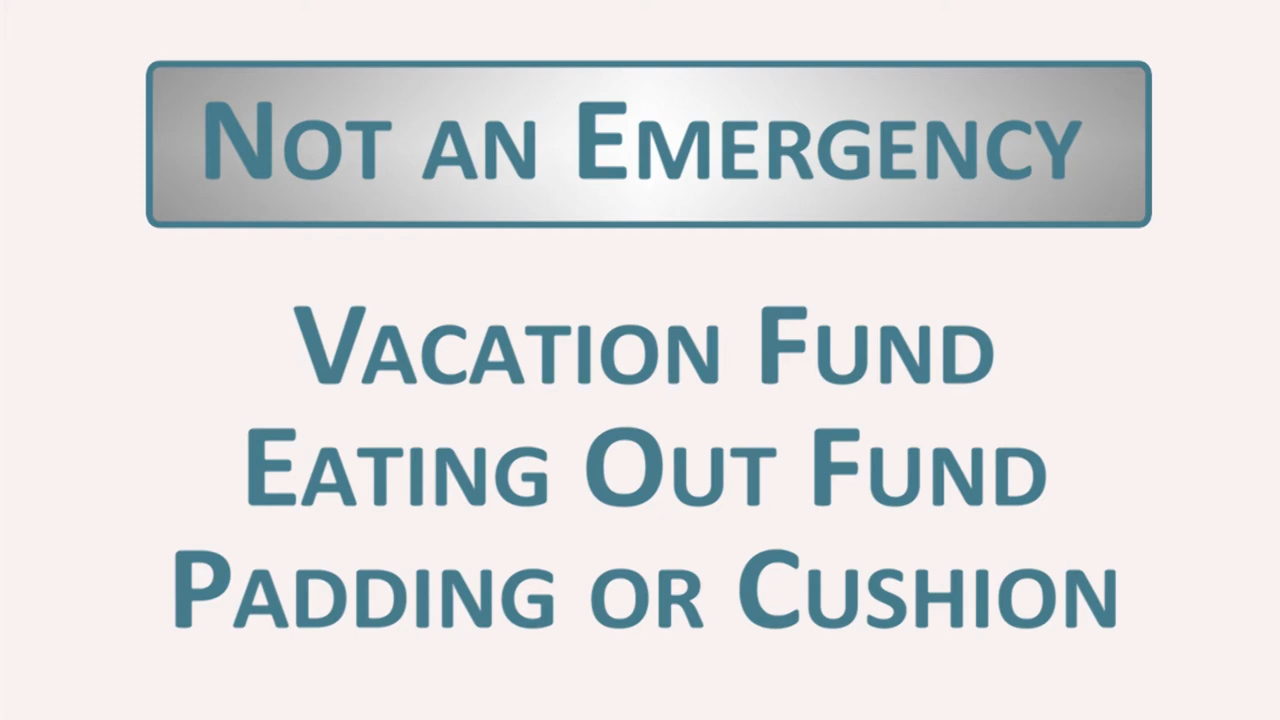 Not an Emergency
Vacation Fund
Eating Out Fund
Padding or Cushion